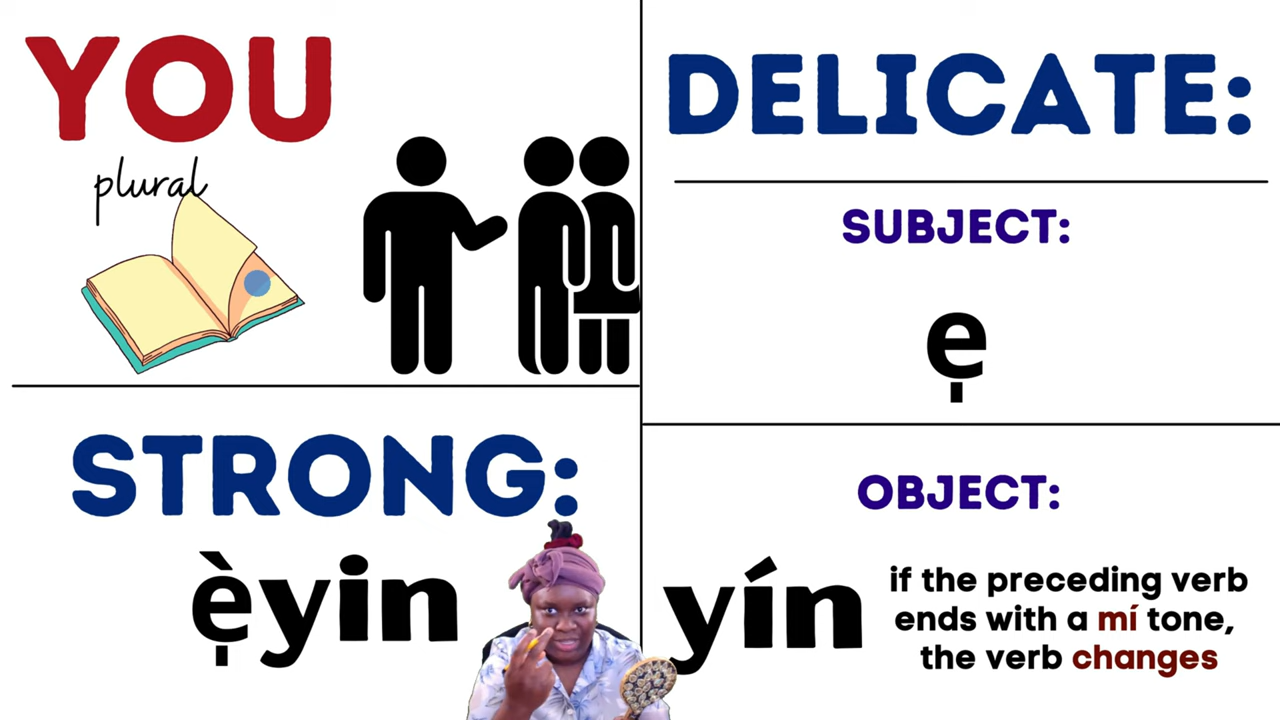 YOU
plural
STRONG:
ẹ̀yin
DELICATE:
SUBJECT:
ẹ
OBJECT:
yín
if the preceding verb
ends with a mí tone,
the verb changes